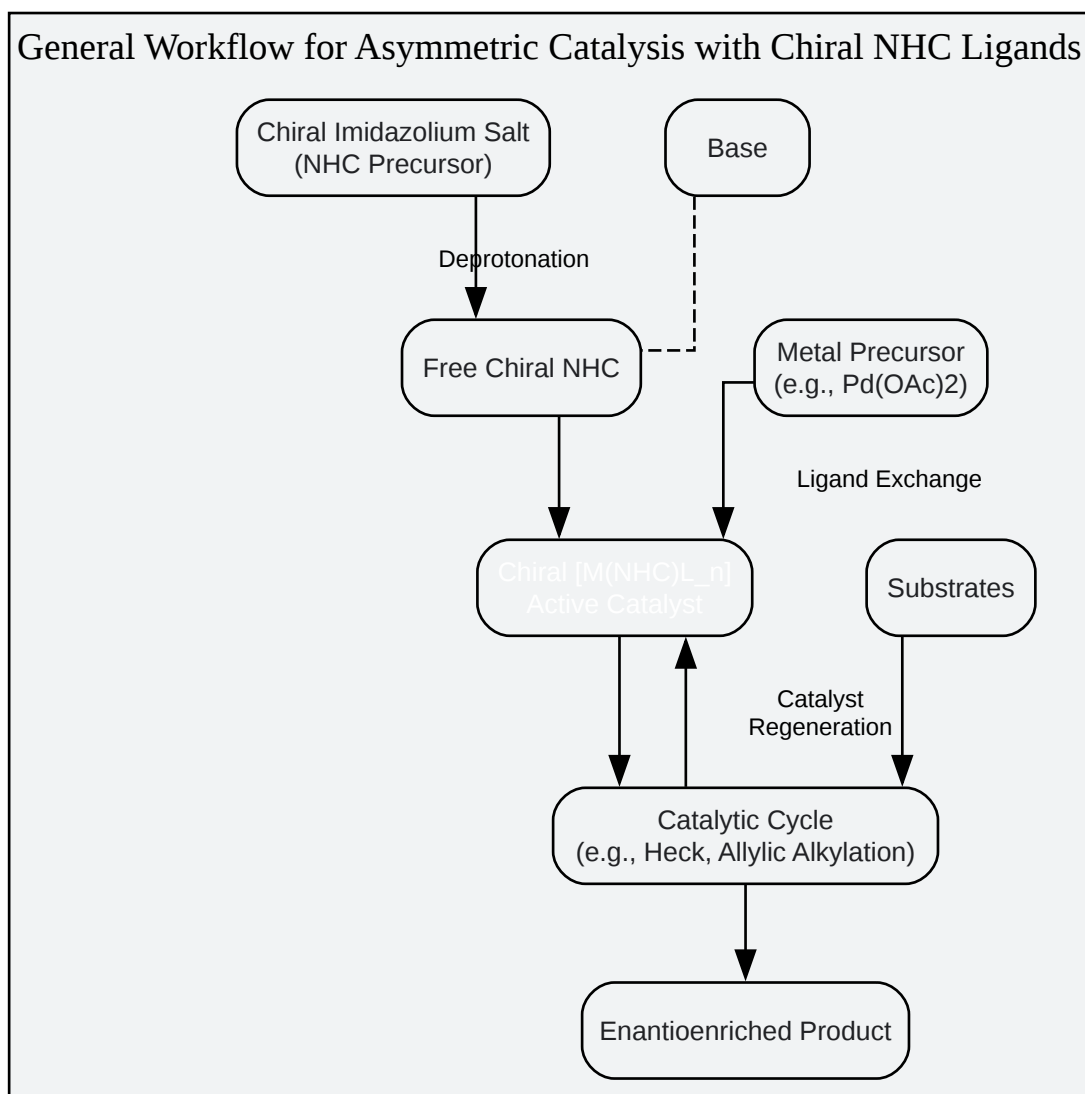 General Workflow for Asymmetric Catalysis with Chiral NHC Ligands
Chiral Imidazolium Salt
(NHC Precursor)
Base
Deprotonation
Free Chiral NHC
Metal Precursor
(e.g., Pd(OAc)2)
Ligand Exchange
Chiral [M(NHC)L_n]
Active Catalyst
Substrates
Catalyst
Regeneration
Catalytic Cycle
(e.g., Heck, Allylic Alkylation)
Enantioenriched Product